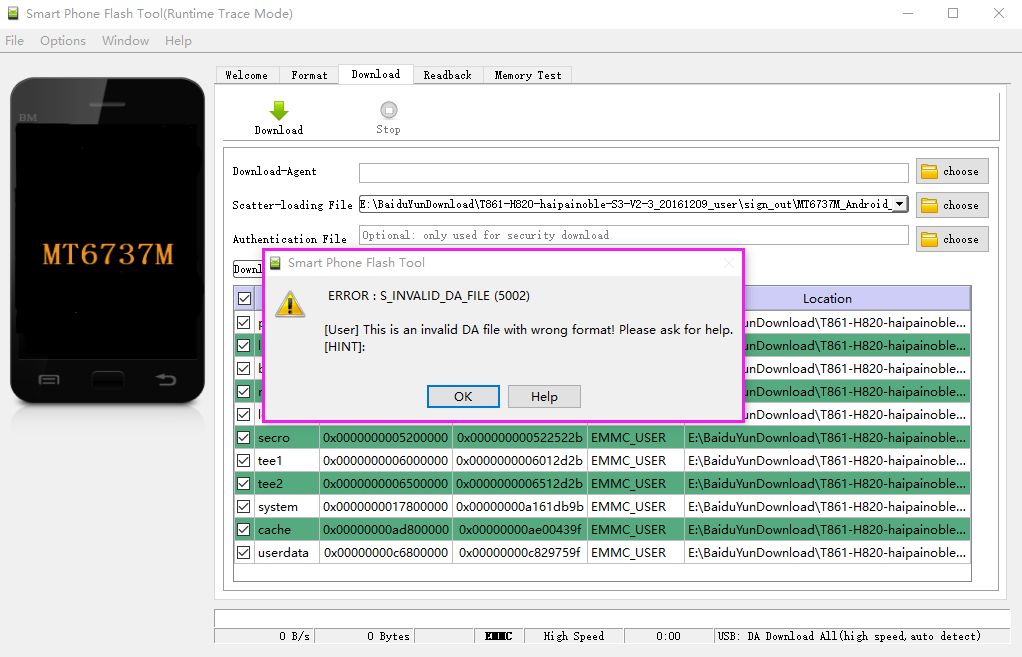 Smart Phone Flash Tool(Runtime Trace Mode)
File Options Window Help
BM
MT6737M
Welcome Format Download Readback Memory Test
Download Stop
Download-Agent choose
Scatter-loading File E:\BaiduYunDownload\T861-H820-haipainoble-S3-V2-3_20161209_user\sign_out\MT6737M_Android_ choose
Authentication File Optional: only used for security download choose
Smart Phone Flash Tool
ERROR : S_INVALID_DA_FILE (5002)
[User] This is an invalid DA file with wrong format! Please ask for help.
[HINT]:
OK Help
Location
unDownload\T861-H820-haipainoble...
unDownload\T861-H820-haipainoble...
unDownload\T861-H820-haipainoble...
unDownload\T861-H820-haipainoble...
unDownload\T861-H820-haipainoble...
secro 0x0000000005200000 0x000000000522522b EMMC_USER E:\BaiduYunDownload\T861-H820-haipainoble...
tee1 0x0000000006000000 0x0000000006012d2b EMMC_USER E:\BaiduYunDownload\T861-H820-haipainoble...
tee2 0x0000000006500000 0x0000000006512d2b EMMC_USER E:\BaiduYunDownload\T861-H820-haipainoble...
system 0x0000000017800000 0x00000000a161db9b EMMC_USER E:\BaiduYunDownload\T861-H820-haipainoble...
cache 0x00000000ad800000 0x00000000ae00439f EMMC_USER E:\BaiduYunDownload\T861-H820-haipainoble...
userdata 0x00000000c6800000 0x00000000c829759f EMMC_USER E:\BaiduYunDownload\T861-H820-haipainoble...
0 B/s 0 Bytes EMMC High Speed 0:00 USB: DA Download All(high speed,auto detect)